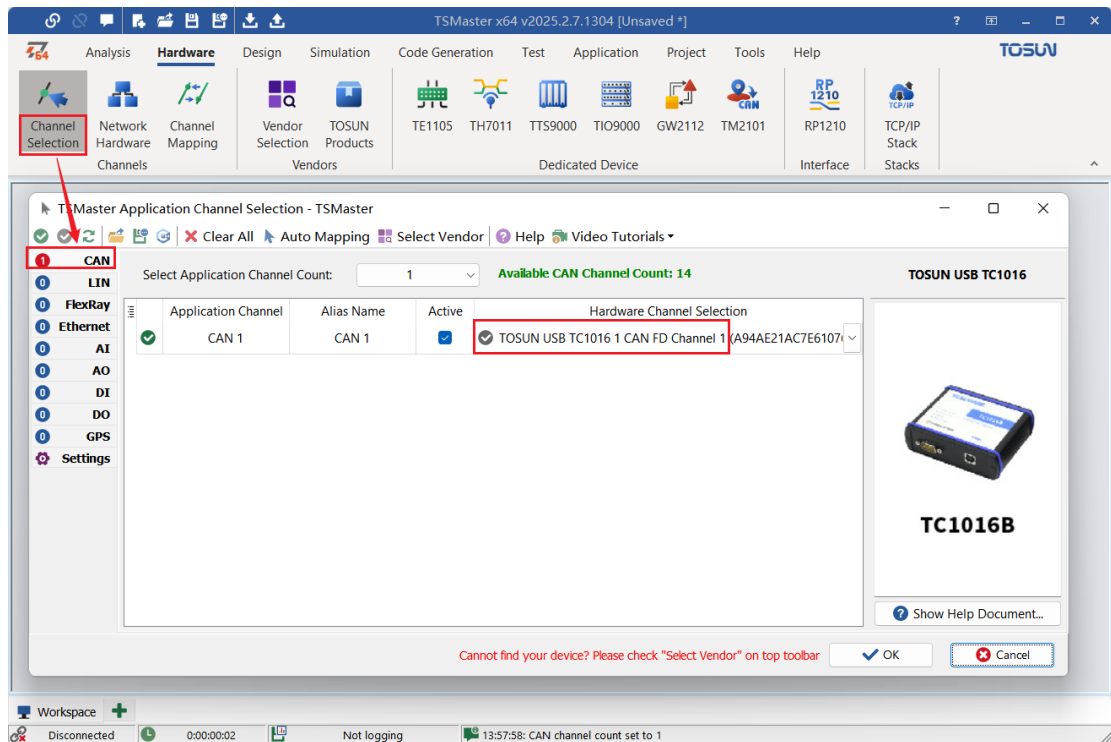 TSMaster x64 v2025.2.7.1304 [Unsaved *]
64 Analysis Hardware Design Simulation Code Generation Test Application Project Tools Help TOSUN
RP 1210 CAN TCP/IP
Channel Selection Network Hardware Channel Mapping Vendor Selection TOSUN Products TE1105 TH7011 TTS9000 TIO9000 GW2112 TM2101 RP1210 TCP/IP Stack
Channels Vendors Dedicated Device Interface Stacks
TSMaster Application Channel Selection - TSMaster
Clear All Auto Mapping Select Vendor Help Video Tutorials
1 CAN
0 LIN
0 FlexRay
0 Ethernet
0 AI
0 AO
0 DI
0 DO
0 GPS
Settings
Select Application Channel Count: 1 Available CAN Channel Count: 14
Application Channel Alias Name Active Hardware Channel Selection
CAN 1 CAN 1 TOSUN USB TC1016 1 CAN FD Channel 1 (A94AE21AC7E6107
TOSUN USB TC1016
TC1016B
Show Help Document...
Cannot find your device? Please check "Select Vendor" on top toolbar OK Cancel
Workspace
Disconnected 0:00:00:02 Not logging 13:57:58: CAN channel count set to 1